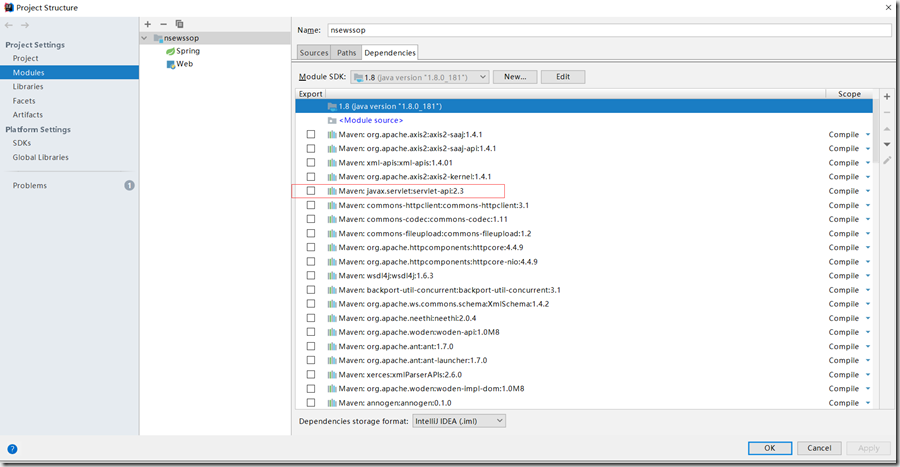 Project Structure
Project Settings
Project
Modules
Libraries
Facets
Artifacts
Platform Settings
SDKs
Global Libraries
Problems 1
nsewssop
Spring
Web
Name: nsewssop
Sources Paths Dependencies
Module SDK: 1.8 (java version "1.8.0_181") New... Edit
Export Scope
1.8 (java version "1.8.0_181")
<Module source>
Maven: org.apache.axis2:axis2-saaj:1.4.1 Compile
Maven: org.apache.axis2:axis2-saaj-api:1.4.1 Compile
Maven: xml-apis:xml-apis:1.4.01 Compile
Maven: org.apache.axis2:axis2-kernel:1.4.1 Compile
Maven: javax.servlet:servlet-api:2.3 Compile
Maven: commons-httpclient:commons-httpclient:3.1 Compile
Maven: commons-codec:commons-codec:1.11 Compile
Maven: commons-fileupload:commons-fileupload:1.2 Compile
Maven: org.apache.httpcomponents:httpcore:4.4.9 Compile
Maven: org.apache.httpcomponents:httpcore-nio:4.4.9 Compile
Maven: wsdl4j:wsdl4j:1.6.3 Compile
Maven: backport-util-concurrent:backport-util-concurrent:3.1 Compile
Maven: org.apache.ws.commons.schema:XmlSchema:1.4.2 Compile
Maven: org.apache.neethi:neethi:2.0.4 Compile
Maven: org.apache.woden:woden-api:1.0M8 Compile
Maven: org.apache.ant:ant:1.7.0 Compile
Maven: org.apache.ant:ant-launcher:1.7.0 Compile
Maven: xerces:xmlParserAPIs:2.6.0 Compile
Maven: org.apache.woden:woden-impl-dom:1.0M8 Compile
Maven: annogen:annogen:0.1.0 Compile
Dependencies storage format: IntelliJ IDEA (.iml)
? OK Cancel Apply